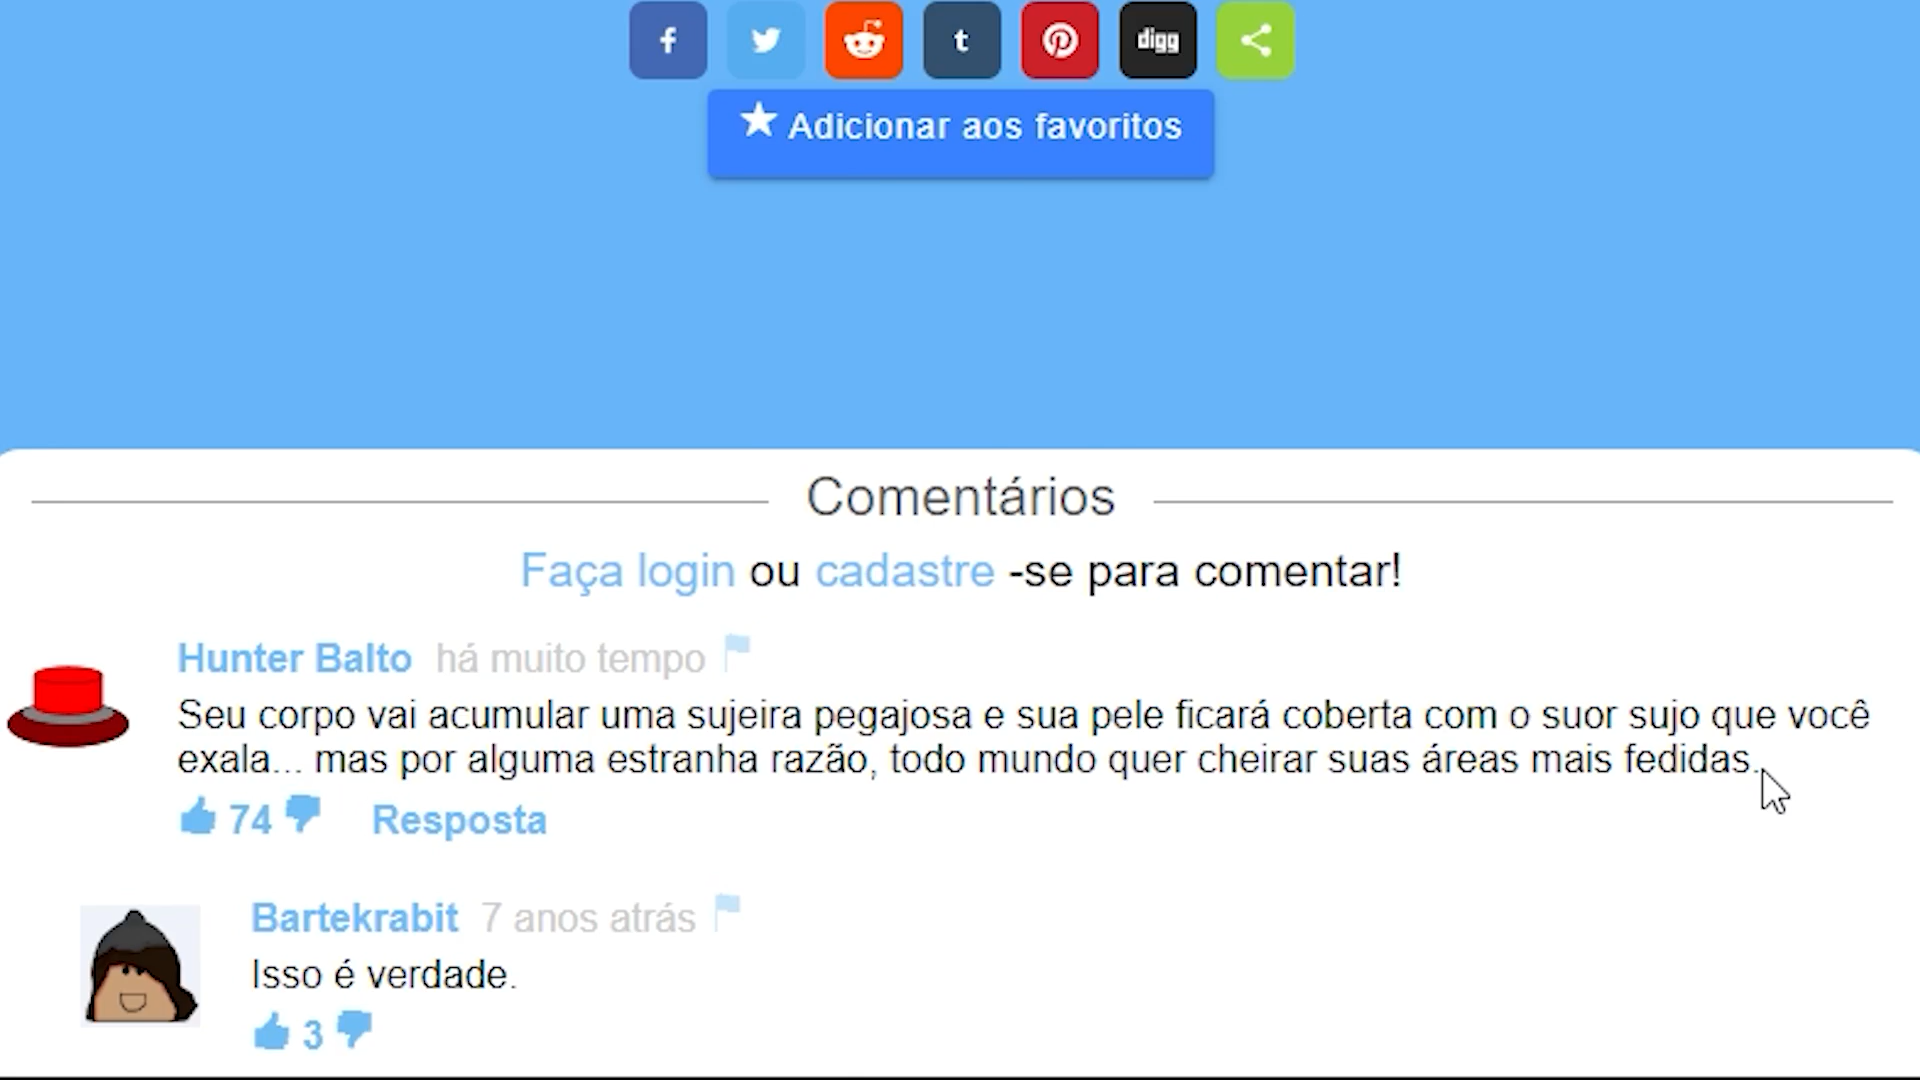 f t digg
★ Adicionar aos favoritos
Comentários
Faça login ou cadastre -se para comentar!
Hunter Balto há muito tempo
Seu corpo vai acumular uma sujeira pegajosa e sua pele ficará coberta com o suor sujo que você
exala... mas por alguma estranha razão, todo mundo quer cheirar suas áreas mais fedidas.
74 Resposta
Bartekrabit 7 anos atrás
Isso é verdade.
3